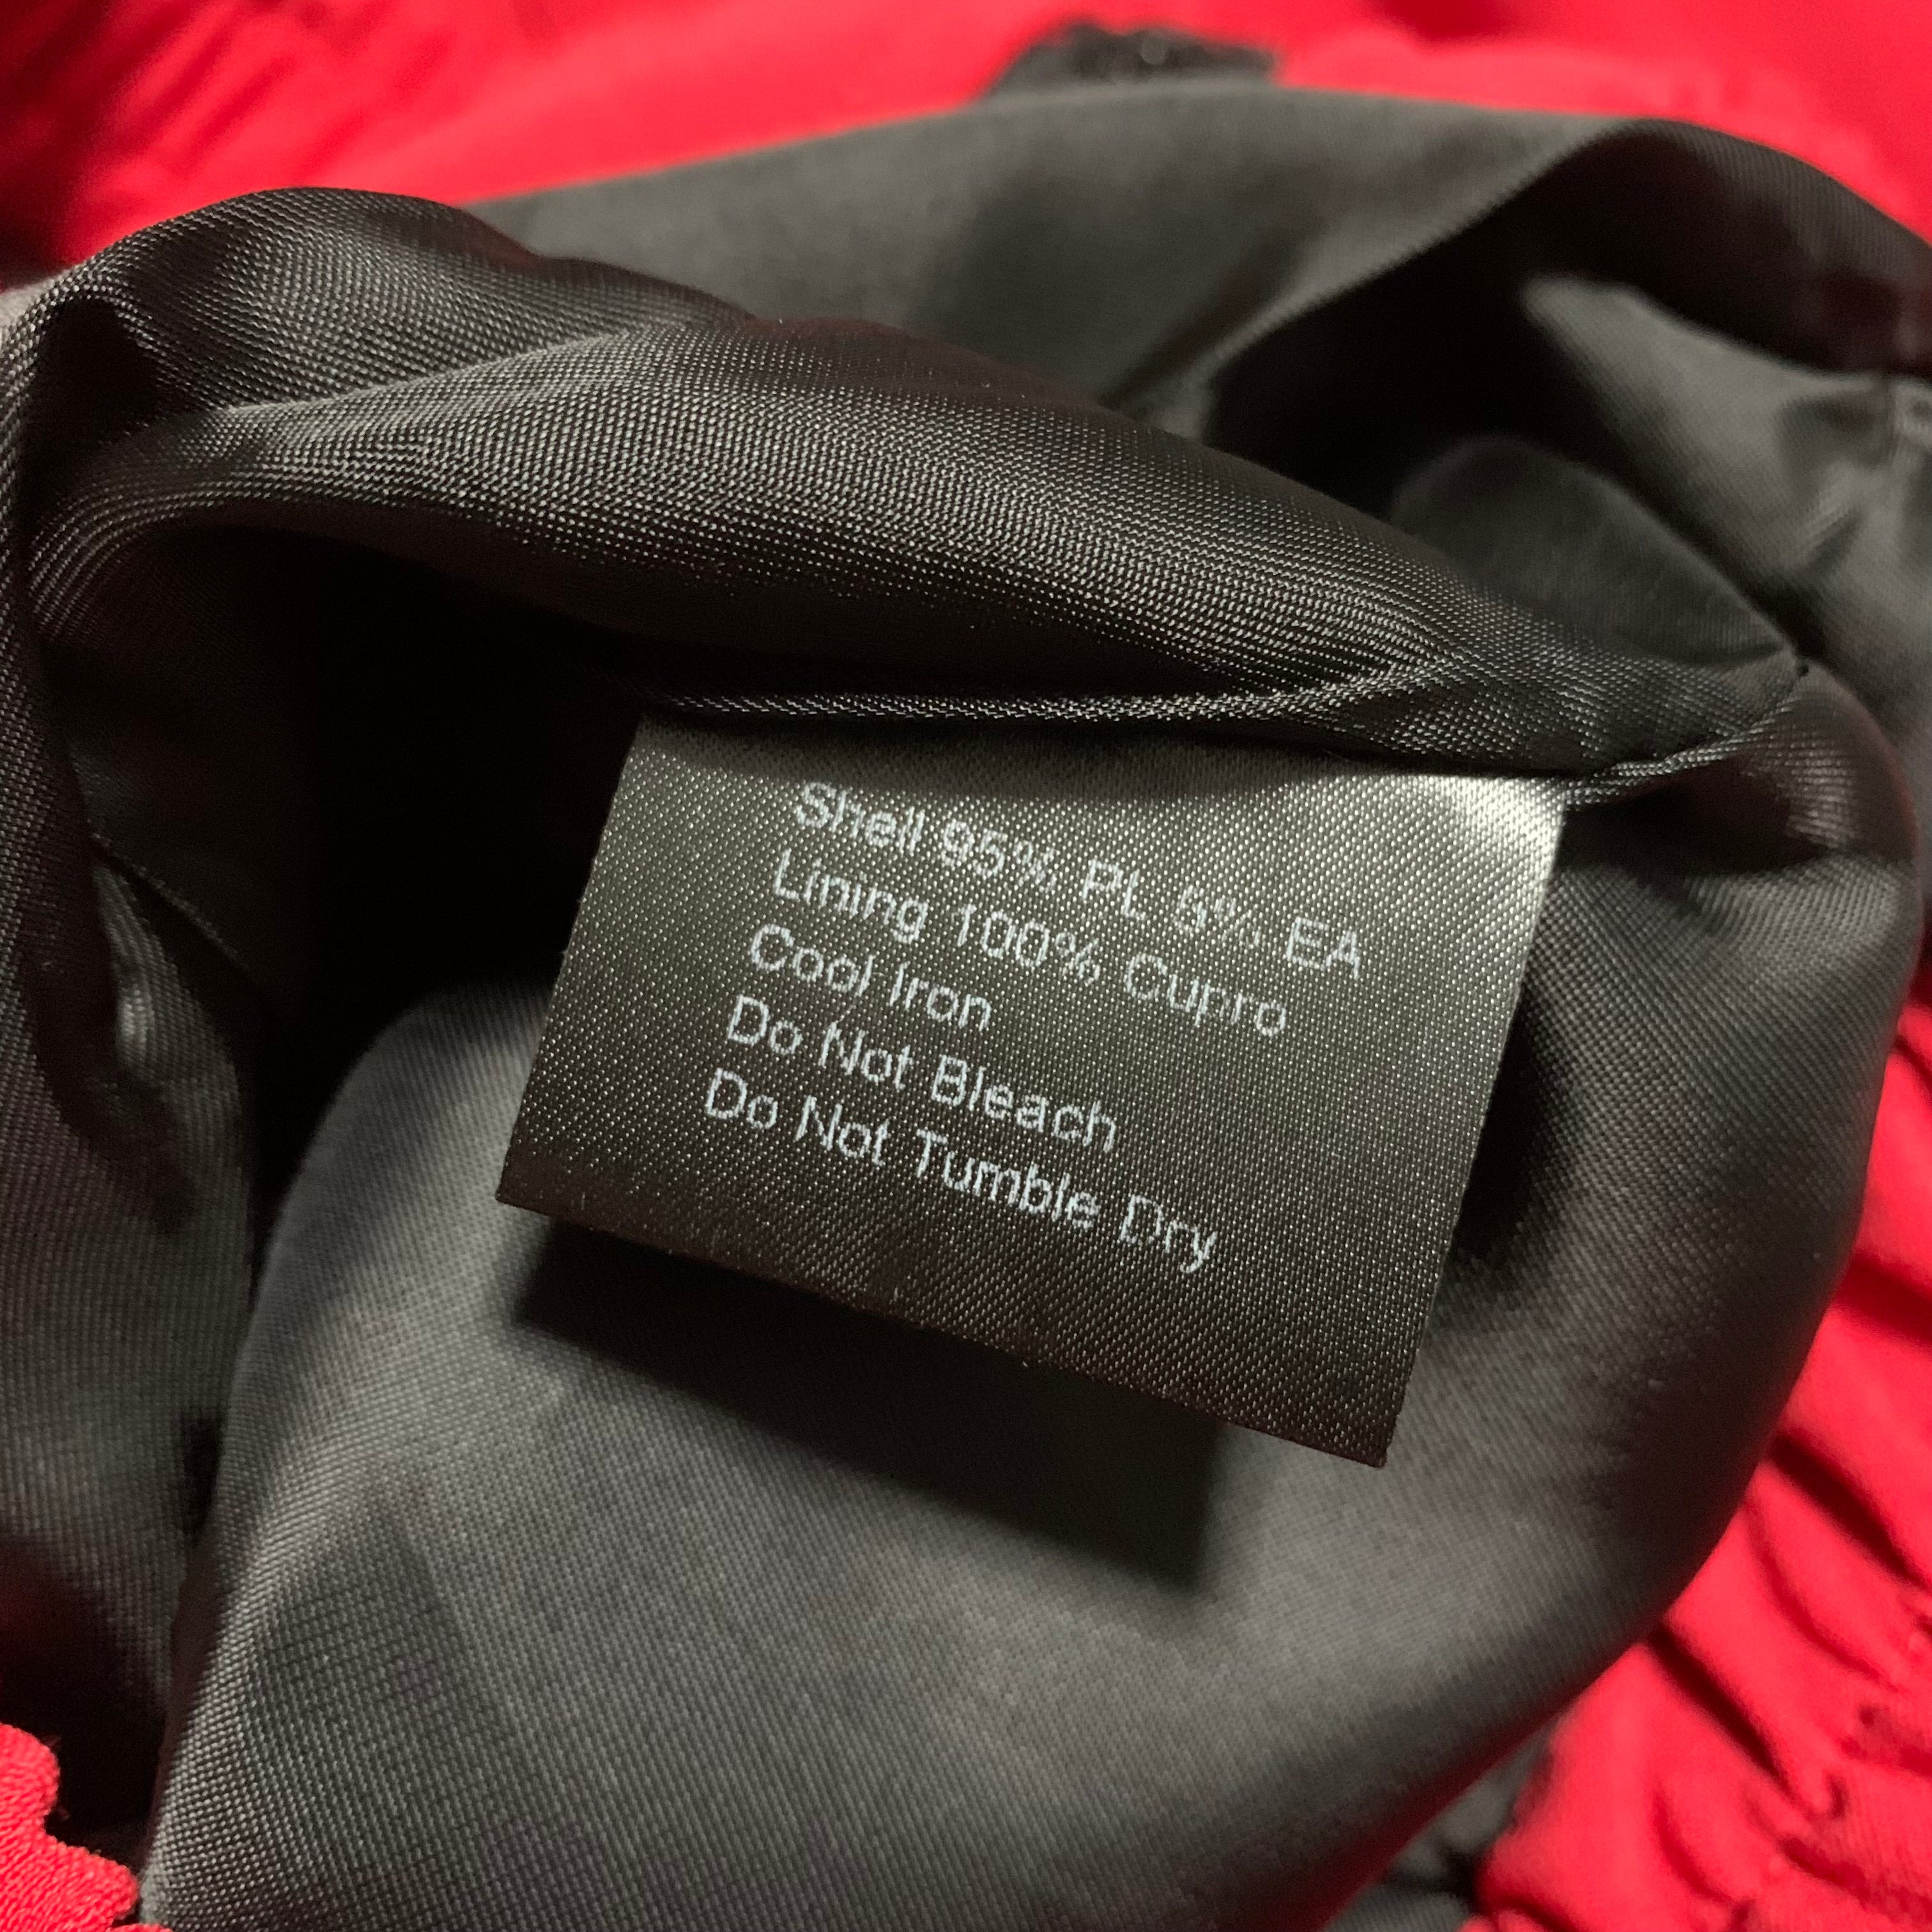 Shell 95% PL 5% EA
Lining 100% Cupro
Cool Iron
Do Not Bleach
Do Not Tumble Dry